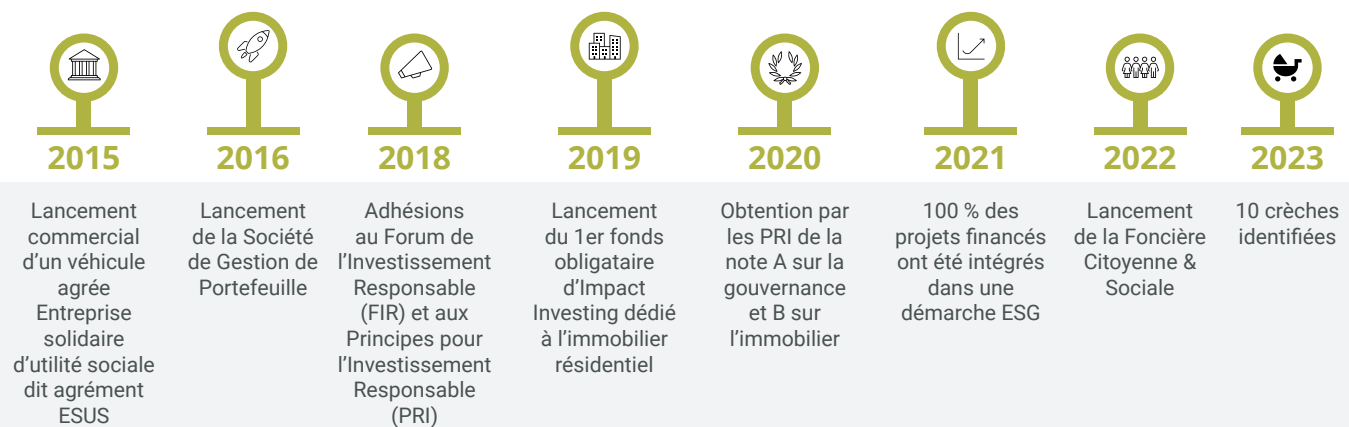 2015
Lancement
commercial
d’un véhicule
agrée
Entreprise
solidaire
d’utilité sociale
dit agrément
ESUS
2016
Lancement
de la Société
de Gestion de
Portefeuille
2018
Adhésions
au Forum de
l’Investissement
Responsable
(FIR) et aux
Principes pour
l’Investissement
Responsable
(PRI)
2019
Lancement
du 1er fonds
obligataire
d’Impact
Investing dédié
à l’immobilier
résidentiel
2020
Obtention par
les PRI de la
note A sur la
gouvernance
et B sur
l’immobilier
2021
100 % des
projets financés
ont été intégrés
dans une
démarche ESG
2022
Lancement
de la Foncière
Citoyenne &
Sociale
2023
10 crèches
identifiées